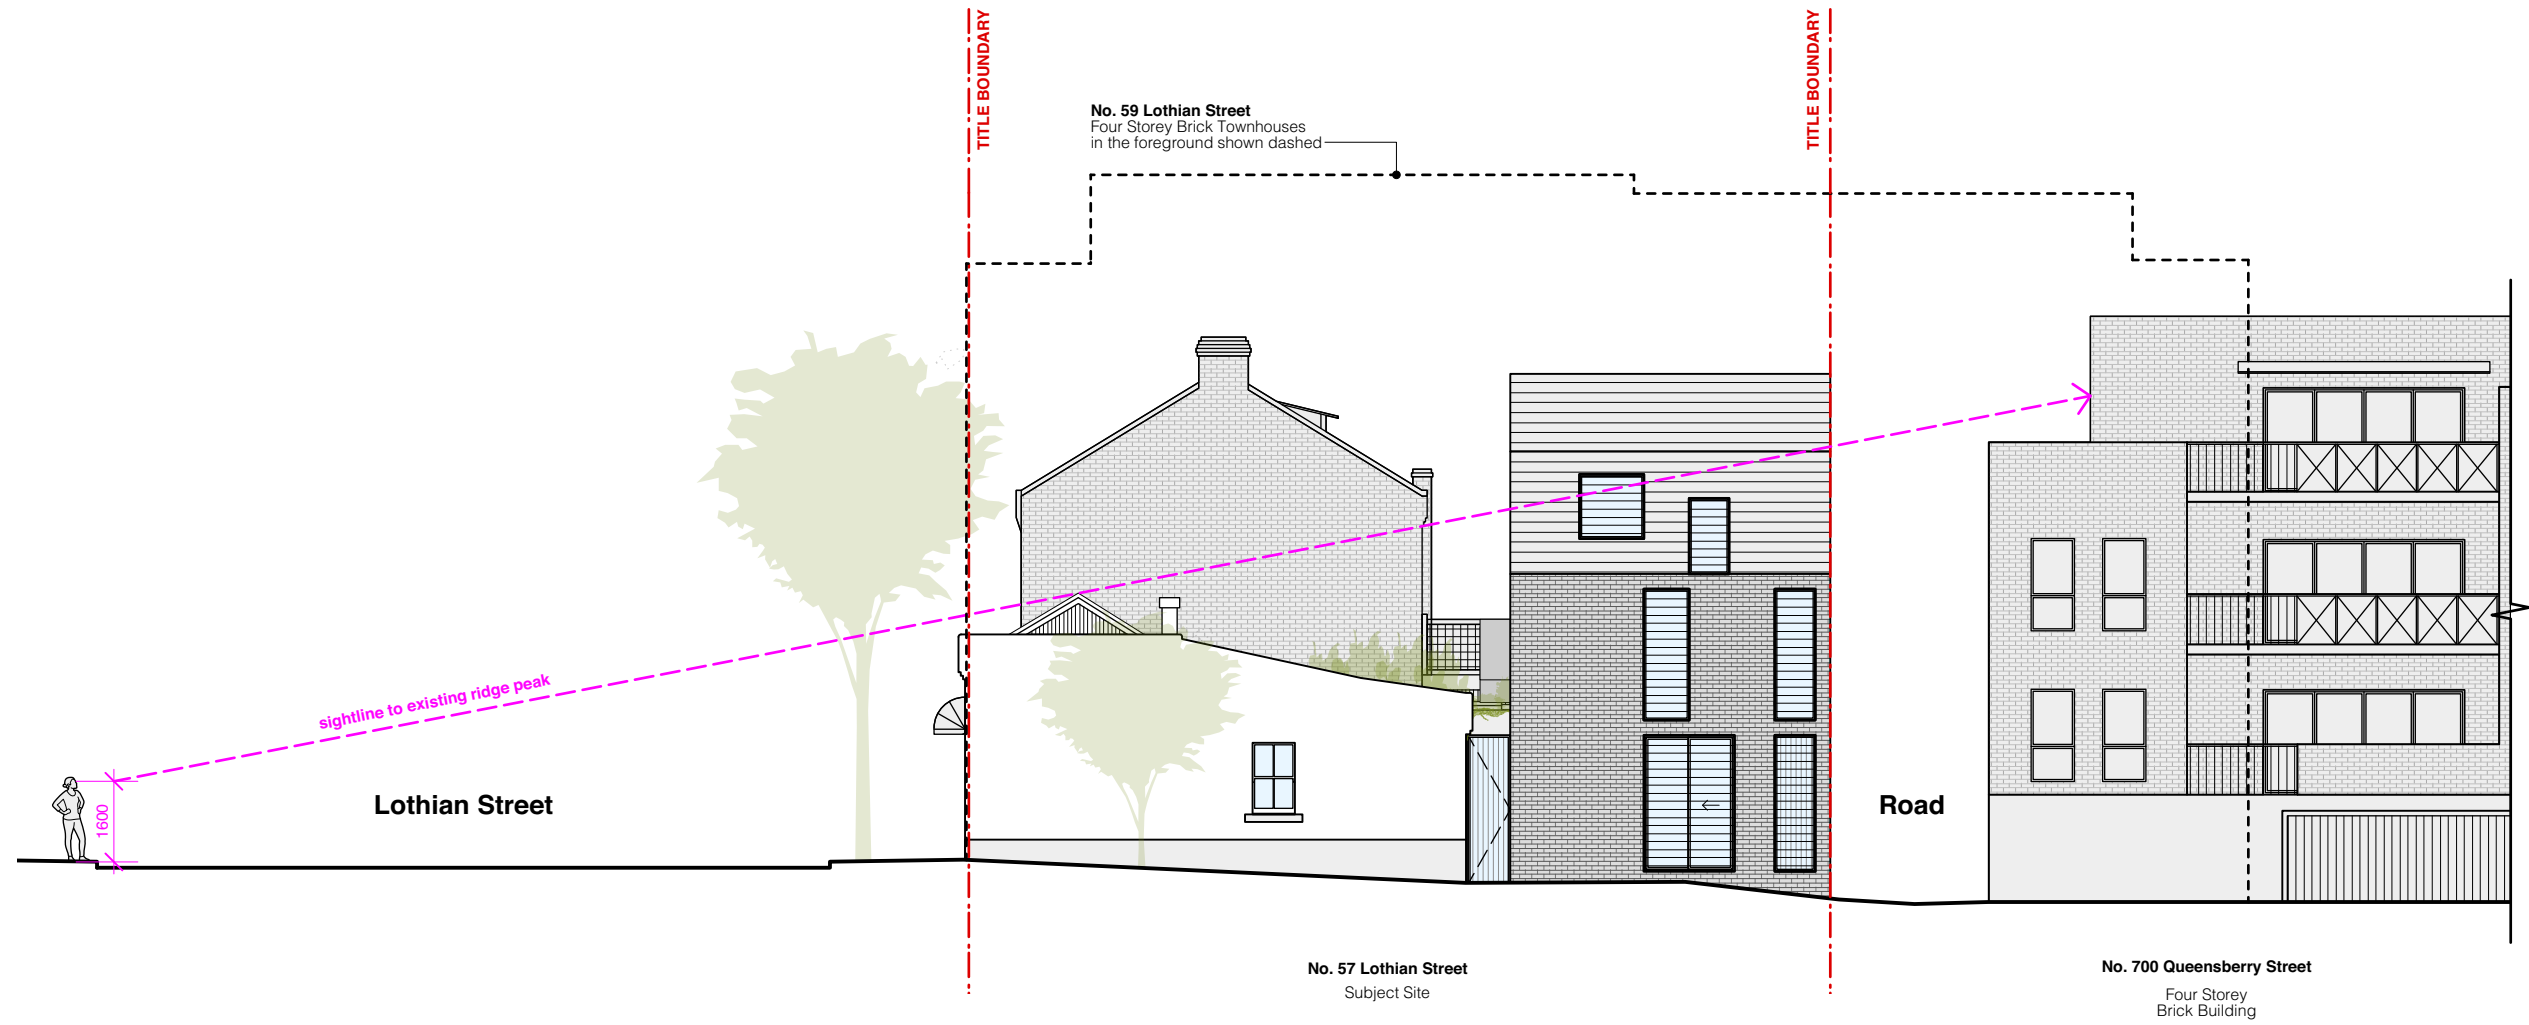 TITLE BOUNDARY
TITLE BOUNDARY
No. 59 Lothian Street
Four Storey Brick Townhouses
in the foreground shown dashed
sightline to existing ridge peak
1600
Lothian Street
Road
No. 57 Lothian Street
Subject Site
No. 700 Queensberry Street
Four Storey
Brick Building